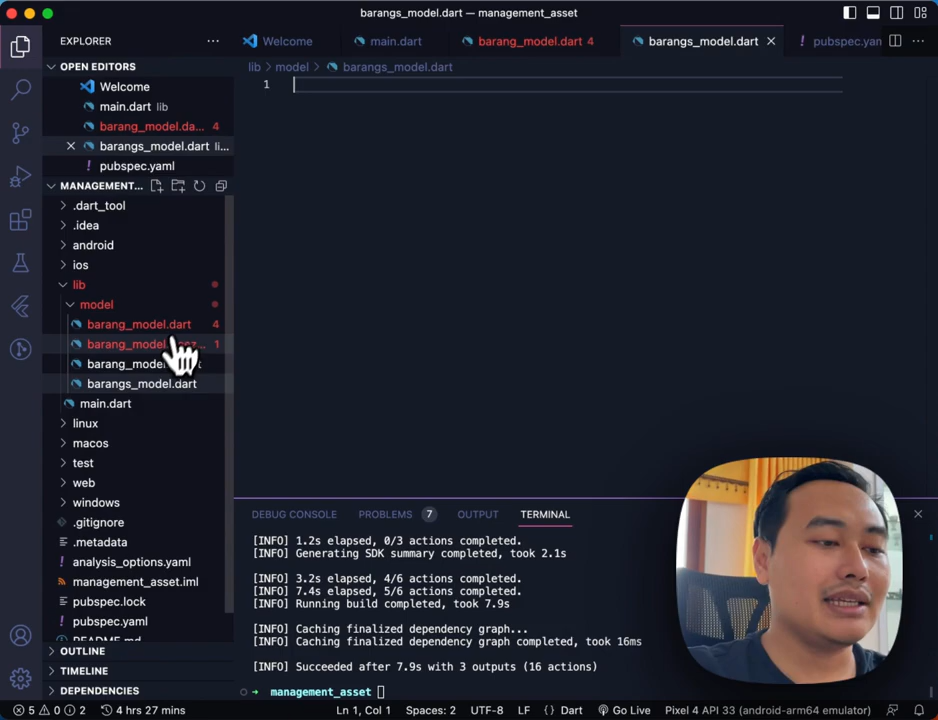 barangs_model.dart — management_asset
EXPLORER
Welcome
main.dart
barang_model.dart 4
barangs_model.dart
! pubspec.yan
OPEN EDITORS
Welcome
main.dart lib
barang_model.da... 4
barangs_model.dart li...
! pubspec.yaml
lib > model > barangs_model.dart
1
MANAGEMENT...
.dart_tool
.idea
android
ios
lib
model
barang_model.dart 4
barang_model. 1
barang_mode
barangs_model.dart
main.dart
linux
macos
test
web
windows
.gitignore
.metadata
analysis_options.yaml
management_asset.iml
pubspec.lock
! pubspec.yaml
README.md
OUTLINE
TIMELINE
DEPENDENCIES
DEBUG CONSOLE
PROBLEMS 7
OUTPUT
TERMINAL
[INFO] 1.2s elapsed, 0/3 actions completed.
[INFO] Generating SDK summary completed, took 2.1s
[INFO] 3.2s elapsed, 4/6 actions completed.
[INFO] 7.4s elapsed, 5/6 actions completed.
[INFO] Running build completed, took 7.9s
[INFO] Caching finalized dependency graph...
[INFO] Caching finalized dependency graph completed, took 16ms
[INFO] Succeeded after 7.9s with 3 outputs (16 actions)
→ management_asset
5 0 2 4 hrs 27 mins Ln 1, Col 1 Spaces: 2 UTF-8 LF {} Dart Go Live Pixel 4 API 33 (android-arm64 emulator)